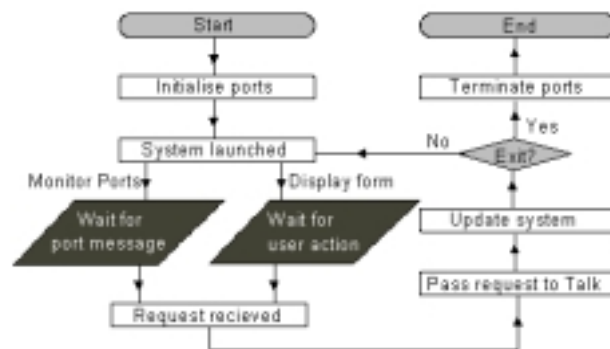 Start
Initialise ports
System launched
Monitor Ports
Display form
Wait for
port message
Wait for
user action
Request recieved
Pass request to Talk
Update system
Exit?
No
Yes
Terminate ports
End